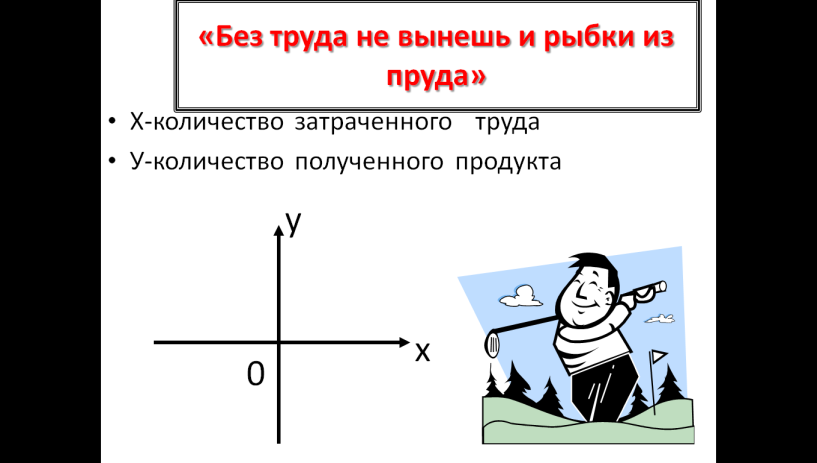 «Без труда не вынешь и рыбки из
пруда»
• Х-количество затраченного труда
• У-количество полученного продукта
у
х
0